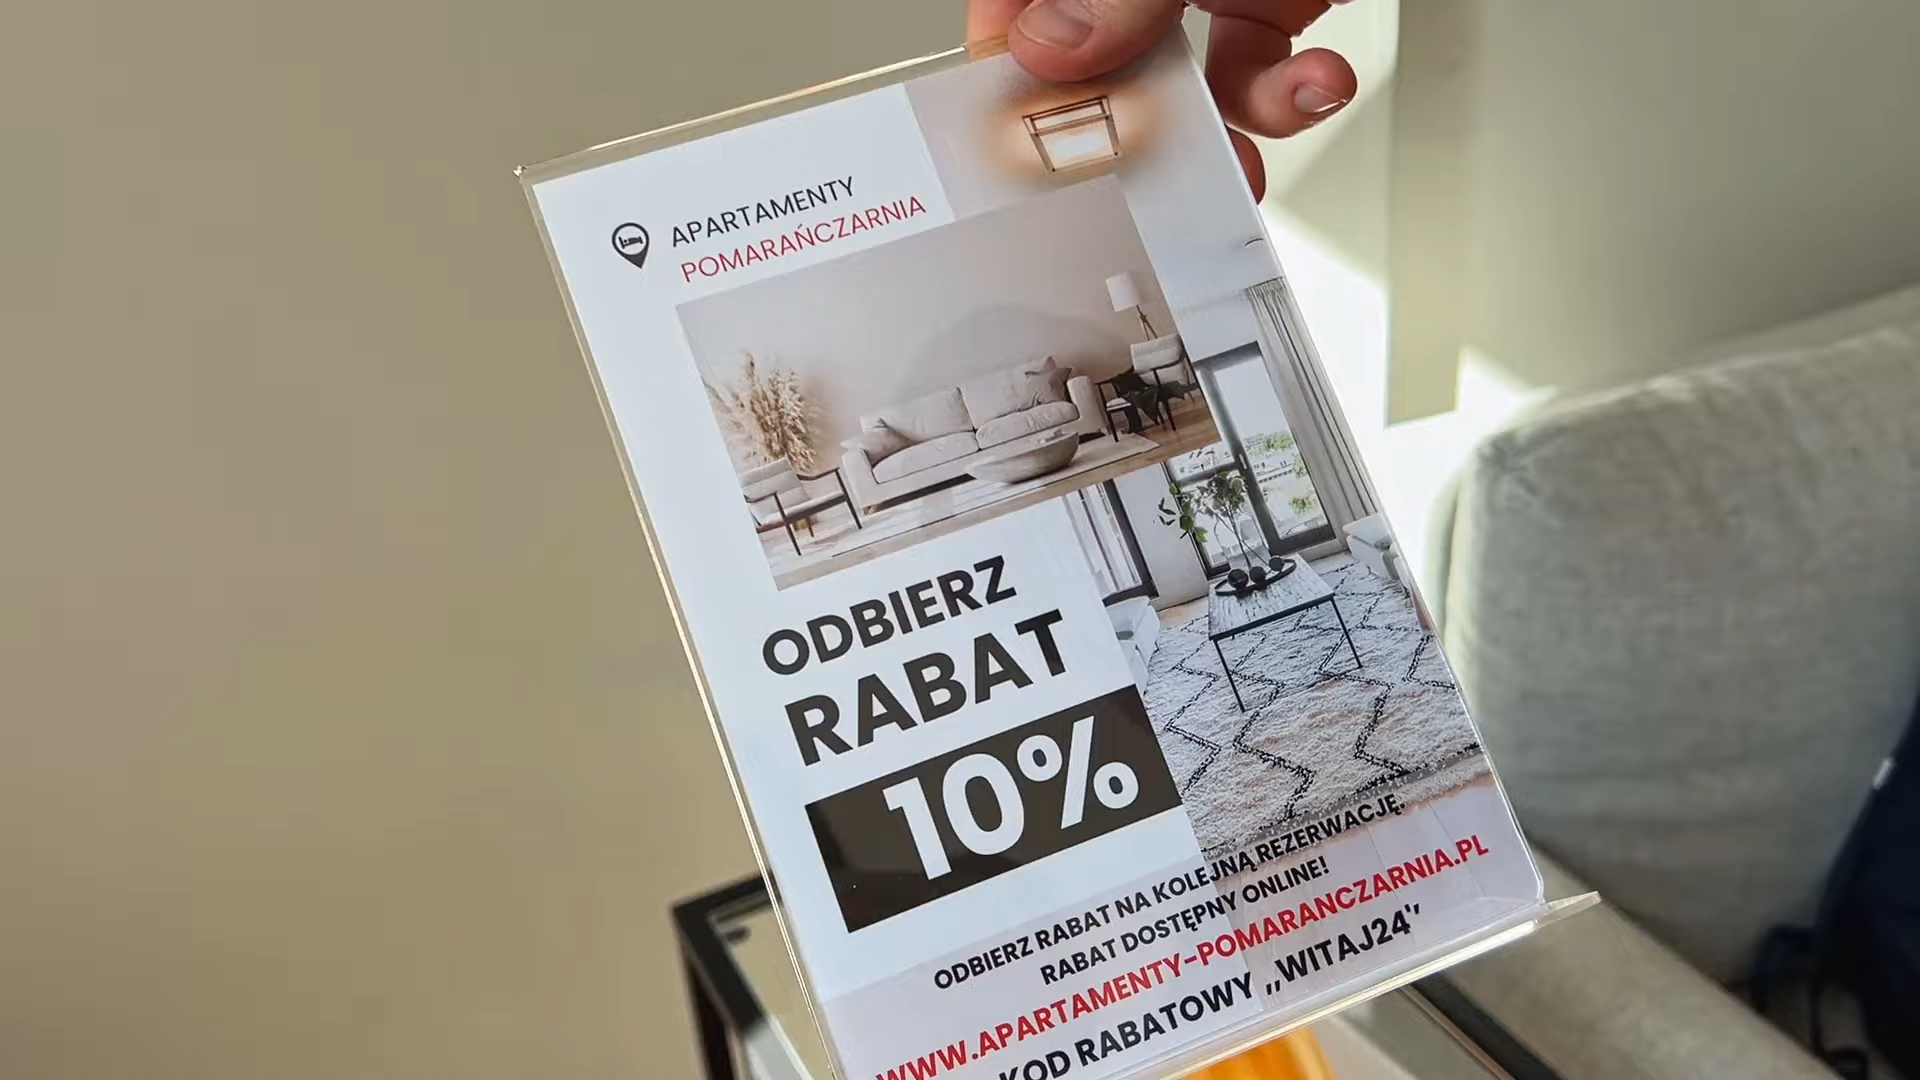 APARTAMENTY
POMARAŃCZARNIA
ODBIERZ
RABAT
10%
ODBIERZ RABAT NA KOLEJNĄ REZERWACJĘ.
RABAT DOSTĘPNY ONLINE!
WWW.APARTAMENTY-POMARANCZARNIA.PL
KOD RABATOWY ,,WITAJ24"